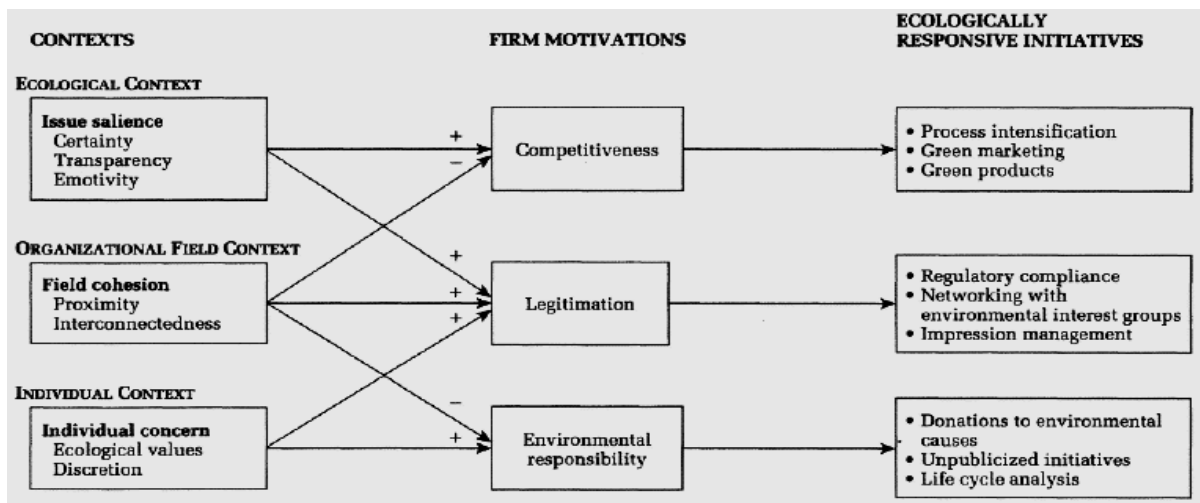 CONTEXTS
FIRM MOTIVATIONS
ECOLOGICALLY
RESPONSIVE INITIATIVES
ECOLOGICAL CONTEXT
Issue salience
Certainty
Transparency
Emotivity
+
−
Competitiveness
• Process intensification
• Green marketing
• Green products
ORGANIZATIONAL FIELD CONTEXT
Field cohesion
Proximity
Interconnectedness
+
+
+
Legitimation
• Regulatory compliance
• Networking with
environmental interest groups
• Impression management
INDIVIDUAL CONTEXT
Individual concern
Ecological values
Discretion
−
+
Environmental
responsibility
• Donations to environmental
causes
• Unpublicized initiatives
• Life cycle analysis